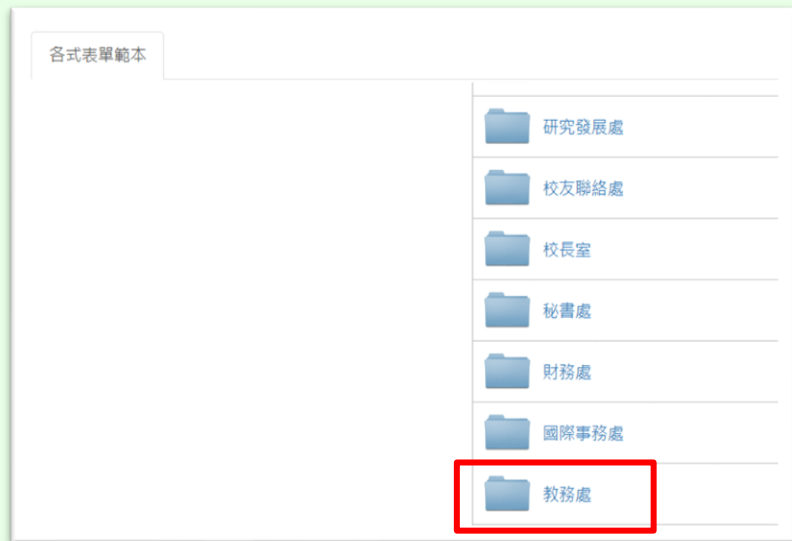 各式表單範本
研究發展處
校友聯絡處
校長室
秘書處
財務處
國際事務處
教務處